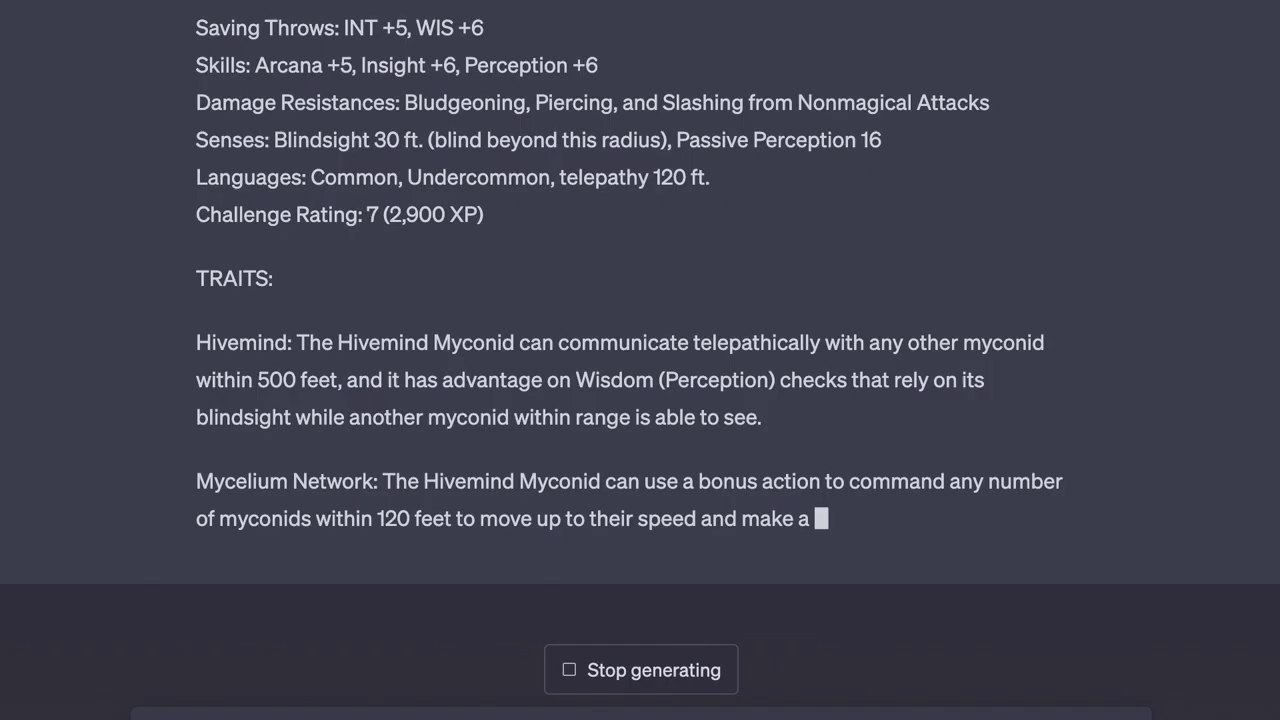 Saving Throws: INT +5, WIS +6
Skills: Arcana +5, Insight +6, Perception +6
Damage Resistances: Bludgeoning, Piercing, and Slashing from Nonmagical Attacks
Senses: Blindsight 30 ft. (blind beyond this radius), Passive Perception 16
Languages: Common, Undercommon, telepathy 120 ft.
Challenge Rating: 7 (2,900 XP)
TRAITS:
Hivemind: The Hivemind Myconid can communicate telepathically with any other myconid
within 500 feet, and it has advantage on Wisdom (Perception) checks that rely on its
blindsight while another myconid within range is able to see.
Mycelium Network: The Hivemind Myconid can use a bonus action to command any number
of myconids within 120 feet to move up to their speed and make a
Stop generating